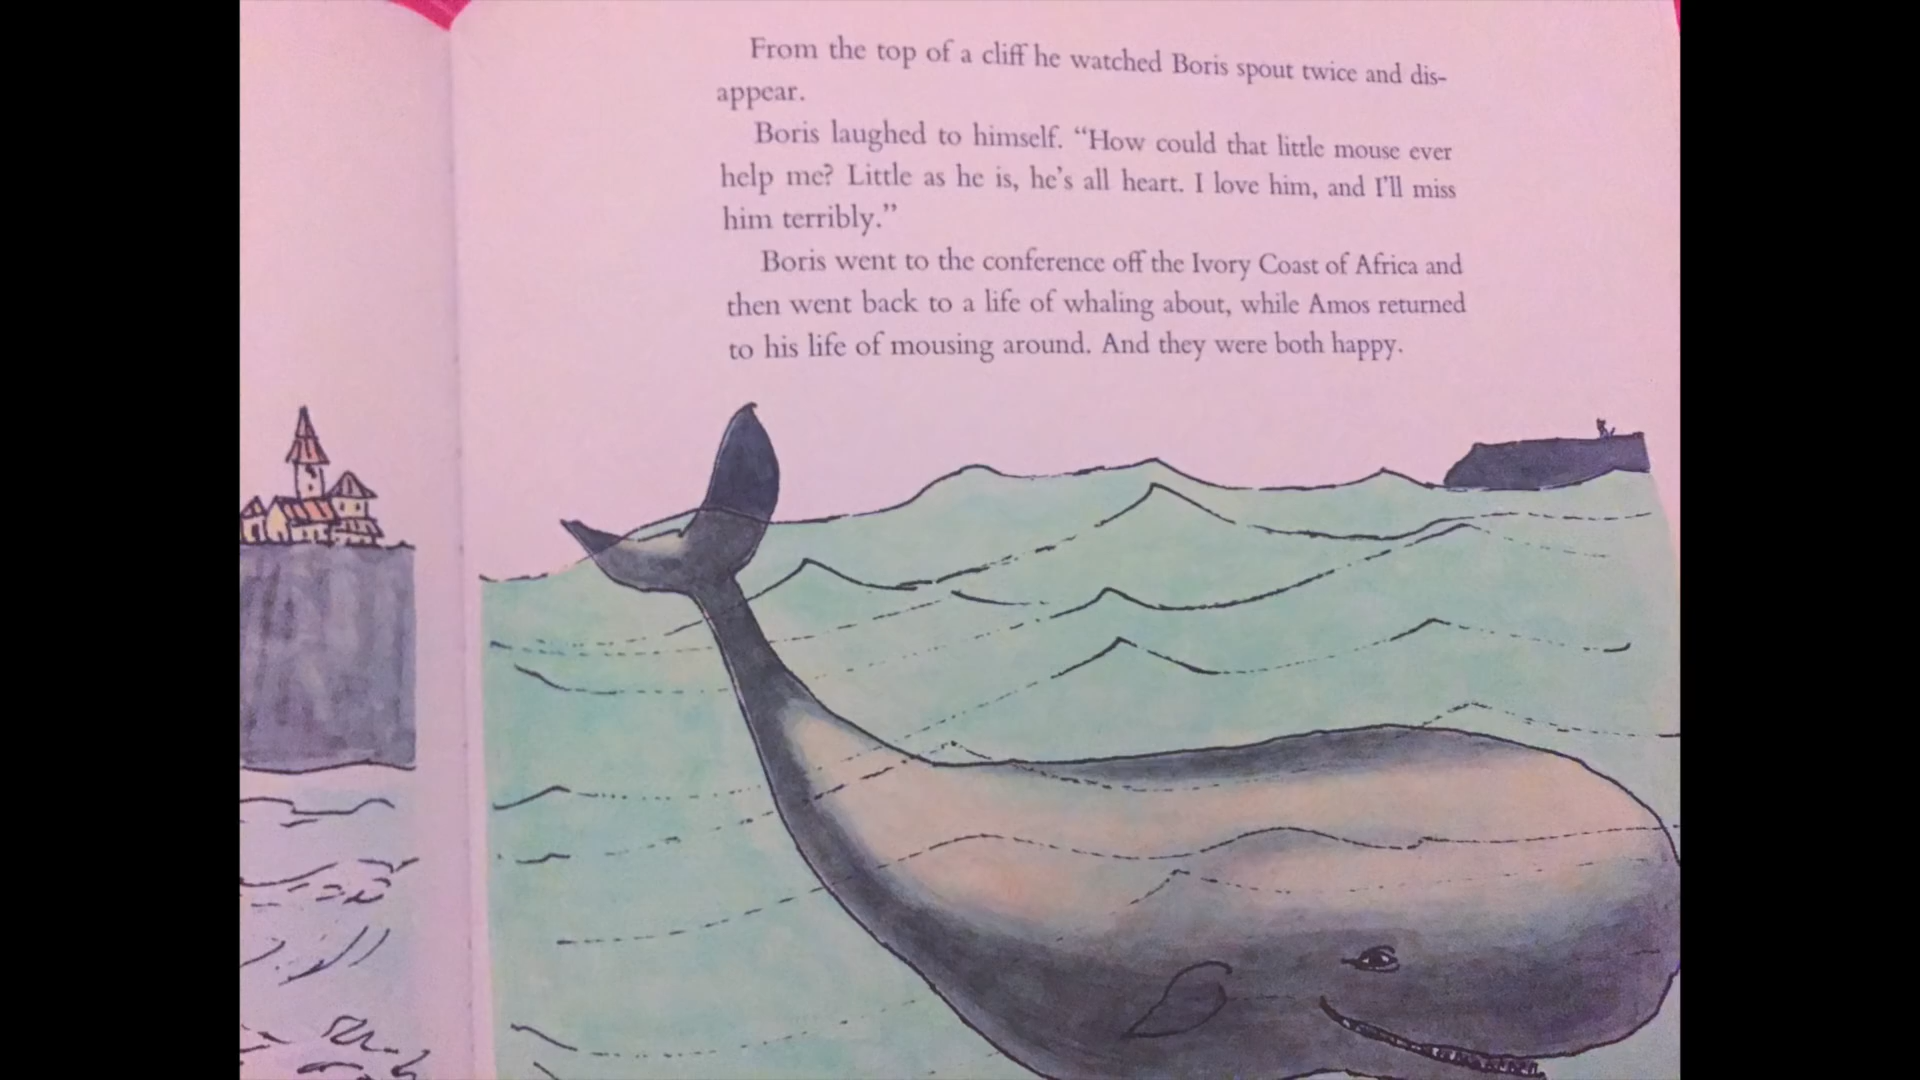 From the top of a cliff he watched Boris spout twice and dis-
appear.
Boris laughed to himself. “How could that little mouse ever
help me? Little as he is, he’s all heart. I love him, and I’ll miss
him terribly.”
Boris went to the conference off the Ivory Coast of Africa and
then went back to a life of whaling about, while Amos returned
to his life of mousing around. And they were both happy.